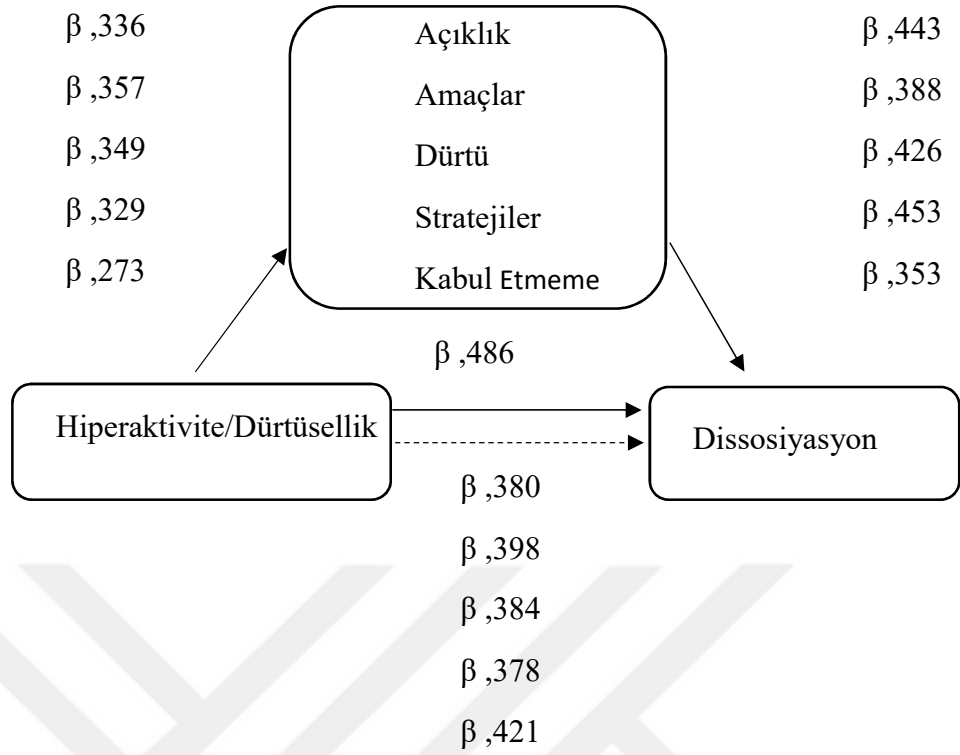 β ,336 Açıklık β ,443
β ,357 Amaçlar β ,388
β ,349 Dürtü β ,426
β ,329 Stratejiler β ,453
β ,273 Kabul Etmeme β ,353
β ,486
Hiperaktivite/Dürtüsellik Dissosiyasyon
β ,380
β ,398
β ,384
β ,378
β ,421